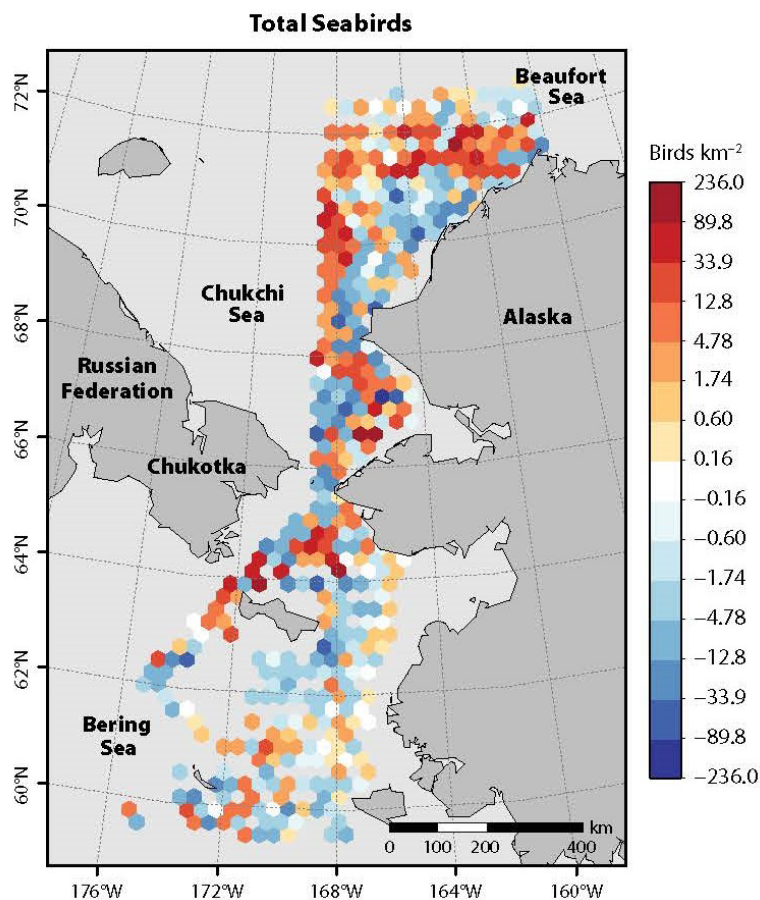 Total Seabirds
Beaufort
Sea
Chukchi
Sea
Alaska
Russian
Federation
Chukotka
Bering
Sea
72°N
70°N
68°N
66°N
64°N
62°N
60°N
176°W
172°W
168°W
164°W
160°W
km
0
100
200
400
Birds km⁻²
236.0
89.8
33.9
12.8
4.78
1.74
0.60
0.16
−0.16
−0.60
−1.74
−4.78
−12.8
−33.9
−89.8
−236.0